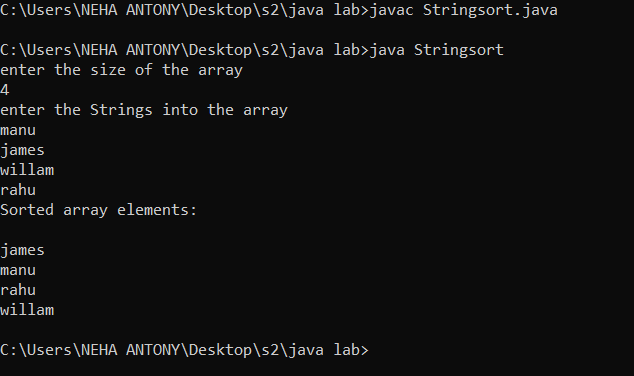 C:\Users\NEHA ANTONY\Desktop\s2\java lab>javac Stringsort.java
C:\Users\NEHA ANTONY\Desktop\s2\java lab>java Stringsort
enter the size of the array
4
enter the Strings into the array
manu
james
willam
rahu
Sorted array elements:
james
manu
rahu
willam
C:\Users\NEHA ANTONY\Desktop\s2\java lab>